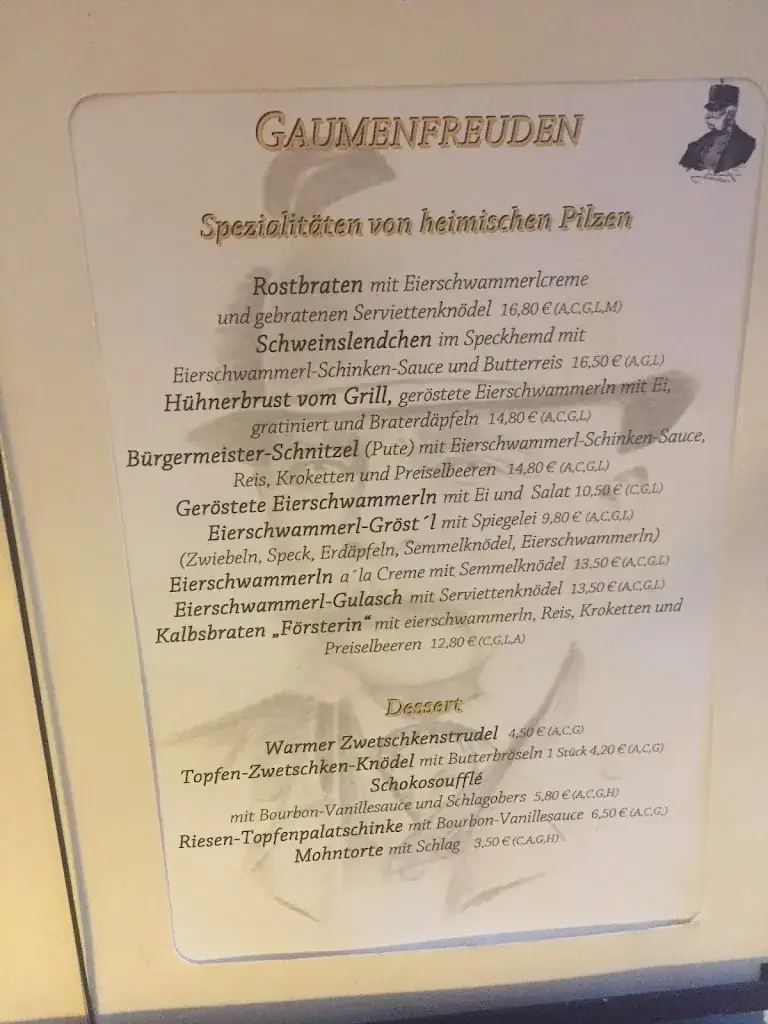 GAUMENFREUDEN
Spezialitäten von heimischen Pilzen
Rostbraten mit Eierschwammerlcreme
und gebratenen Serviettenknödel 16,80 € (A,C,G,L,M)
Schweinslendchen im Speckhemd mit
Eierschwammerl-Schinken-Sauce und Butterreis 16,50 € (A,G,L)
Hühnerbrust vom Grill, geröstete Eierschwammerln mit Ei,
gratiniert und Braterdäpfeln 14,80 € (A,C,G,L)
Bürgermeister-Schnitzel (Pute) mit Eierschwammerl-Schinken-Sauce,
Reis, Kroketten und Preiselbeeren 14,80 € (A,C,G,L)
Geröstete Eierschwammerln mit Ei und Salat 10,50 € (C,G,L)
Eierschwammerl-Gröst´l mit Spiegelei 9,80 € (A,C,G,L)
(Zwiebeln, Speck, Erdäpfeln, Semmelknödel, Eierschwammerln)
Eierschwammerln a´la Creme mit Semmelknödel 13,50 € (A,C,G,L)
Eierschwammerl-Gulasch mit Serviettenknödel 13,50 € (A,C,G,L)
Kalbsbraten „Försterin“ mit eierschwammerln, Reis, Kroketten und
Preiselbeeren 12,80 € (C,G,L,A)
Dessert
Warmer Zwetschkenstrudel 4,50 € (A,C,G)
Topfen-Zwetschken-Knödel mit Butterbröseln 1 Stück 4,20 € (A,C,G)
Schokosoufflé
mit Bourbon-Vanillesauce und Schlagobers 5,80 € (A,C,G,H)
Riesen-Topfenpalatschinke mit Bourbon-Vanillesauce 6,50 € (A,C,G,)
Mohntorte mit Schlag 3,50 € (C,A,G,H)